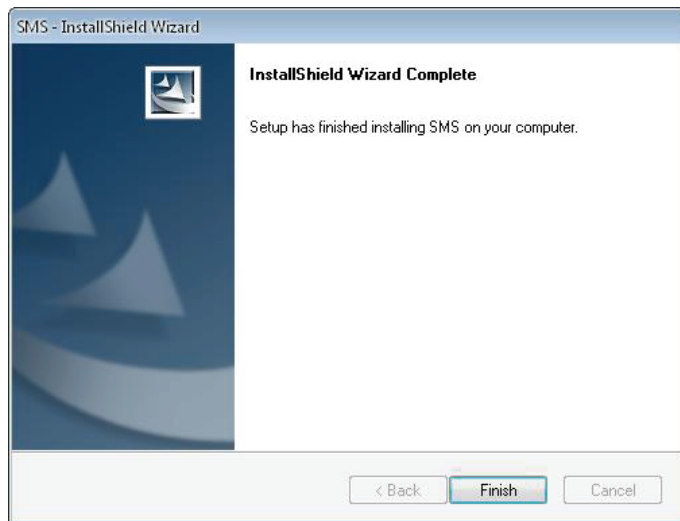 SMS - InstallShield Wizard
InstallShield Wizard Complete
Setup has finished installing SMS on your computer.
< Back
Finish
Cancel